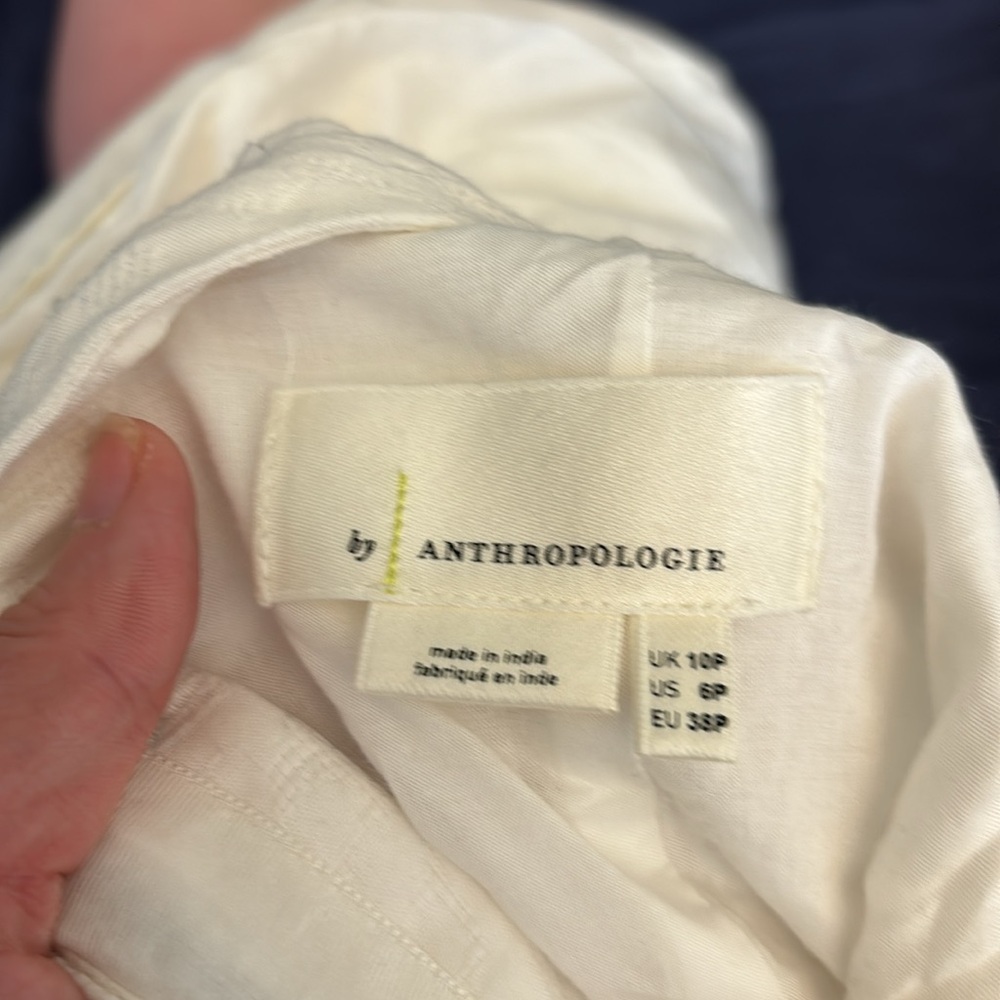 by | ANTHROPOLOGIE
made in india
fabriqué en inde
UK 10P
US 6P
EU 38P